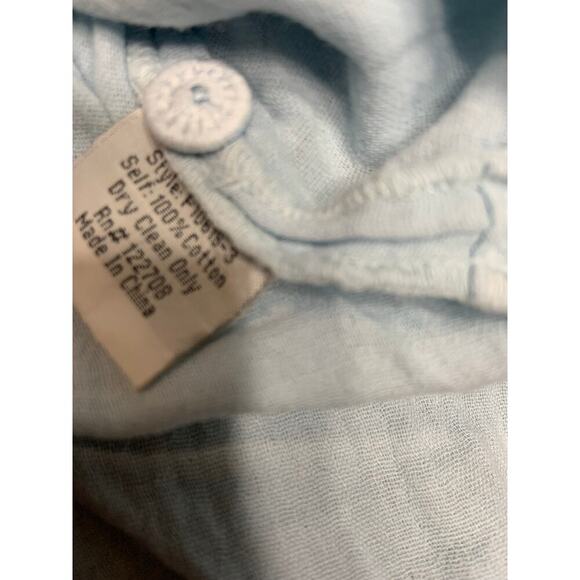 Self: 100% Cotton
Dry Clean Only
Rn# 122708
Made In China